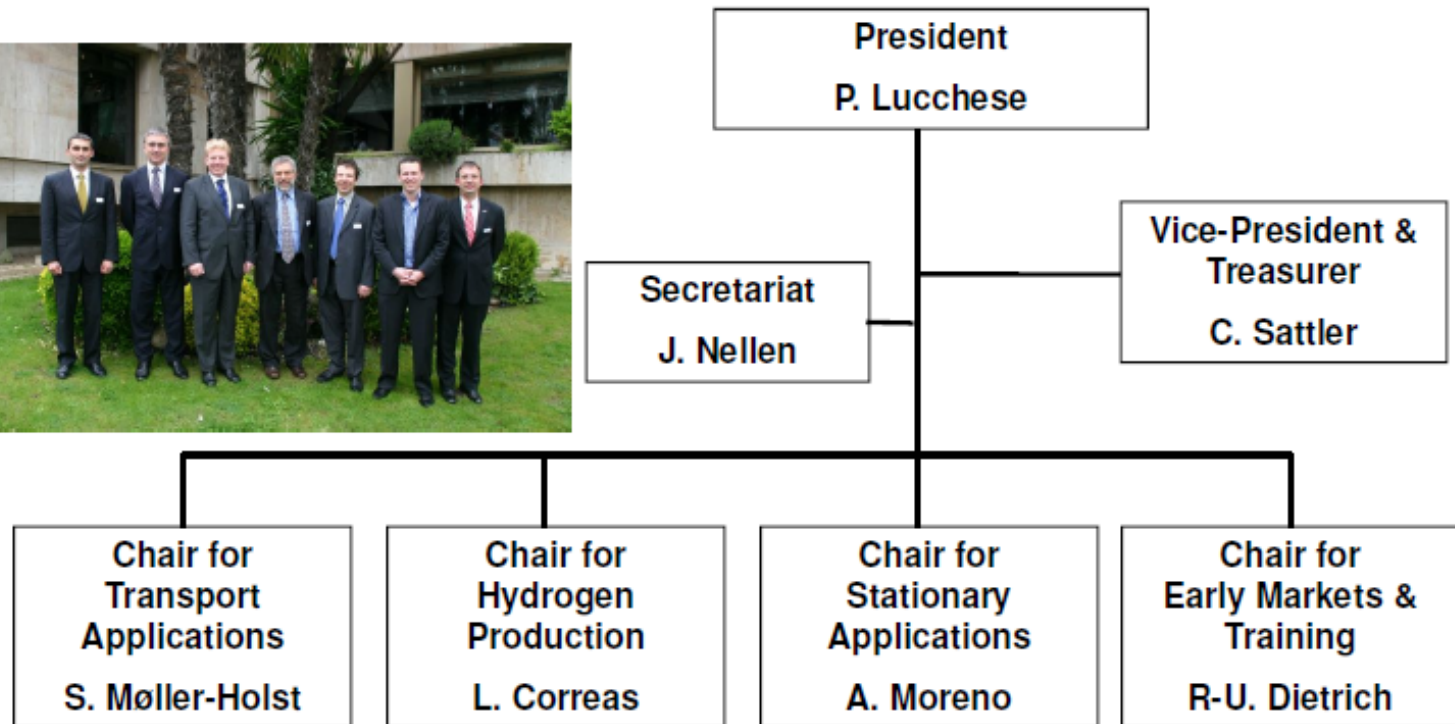 President
P. Lucchese
Vice-President &
Treasurer
C. Sattler
Secretariat
J. Nellen
Chair for
Transport
Applications
S. Møller-Holst
Chair for
Hydrogen
Production
L. Correas
Chair for
Stationary
Applications
A. Moreno
Chair for
Early Markets &
Training
R-U. Dietrich